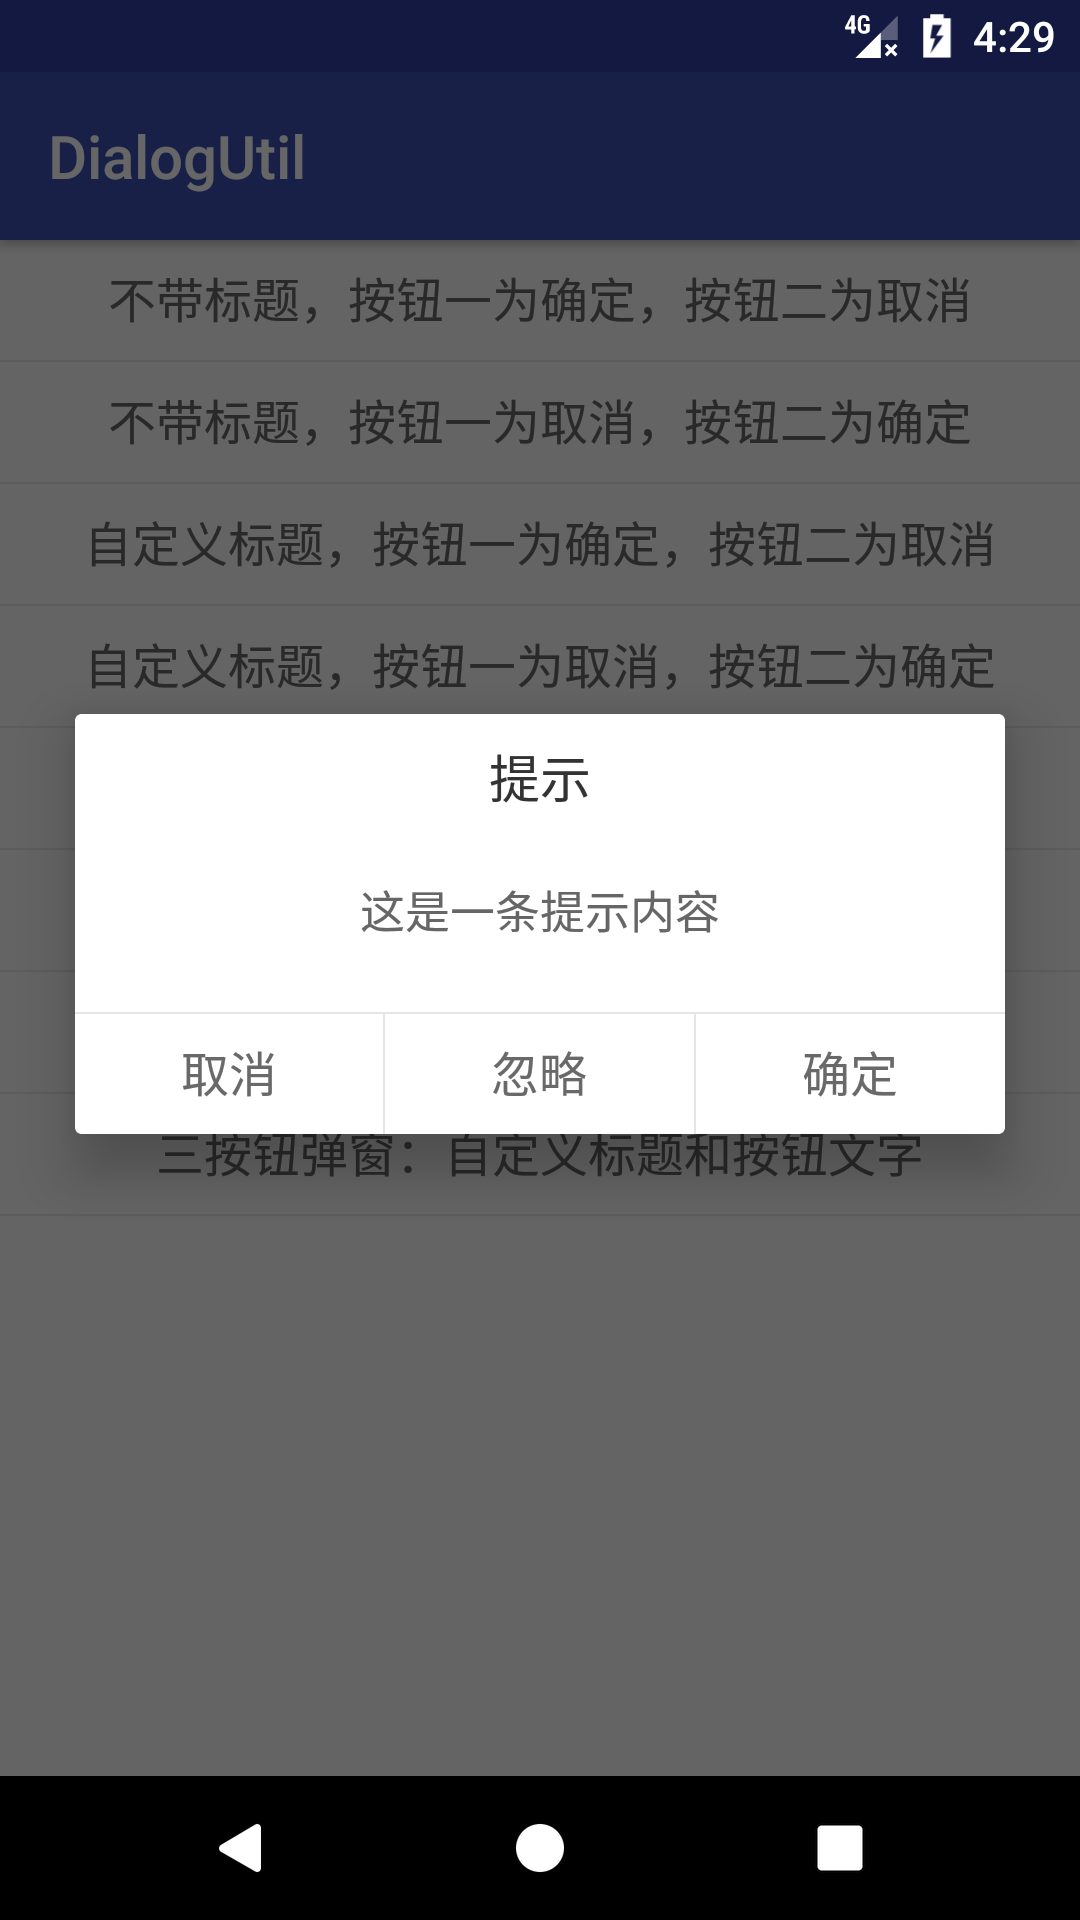 4G 4:29
DialogUtil
不带标题，按钮一为确定，按钮二为取消
不带标题，按钮一为取消，按钮二为确定
自定义标题，按钮一为确定，按钮二为取消
自定义标题，按钮一为取消，按钮二为确定
提示
这是一条提示内容
取消 忽略 确定
三按钮弹窗：自定义标题和按钮文字